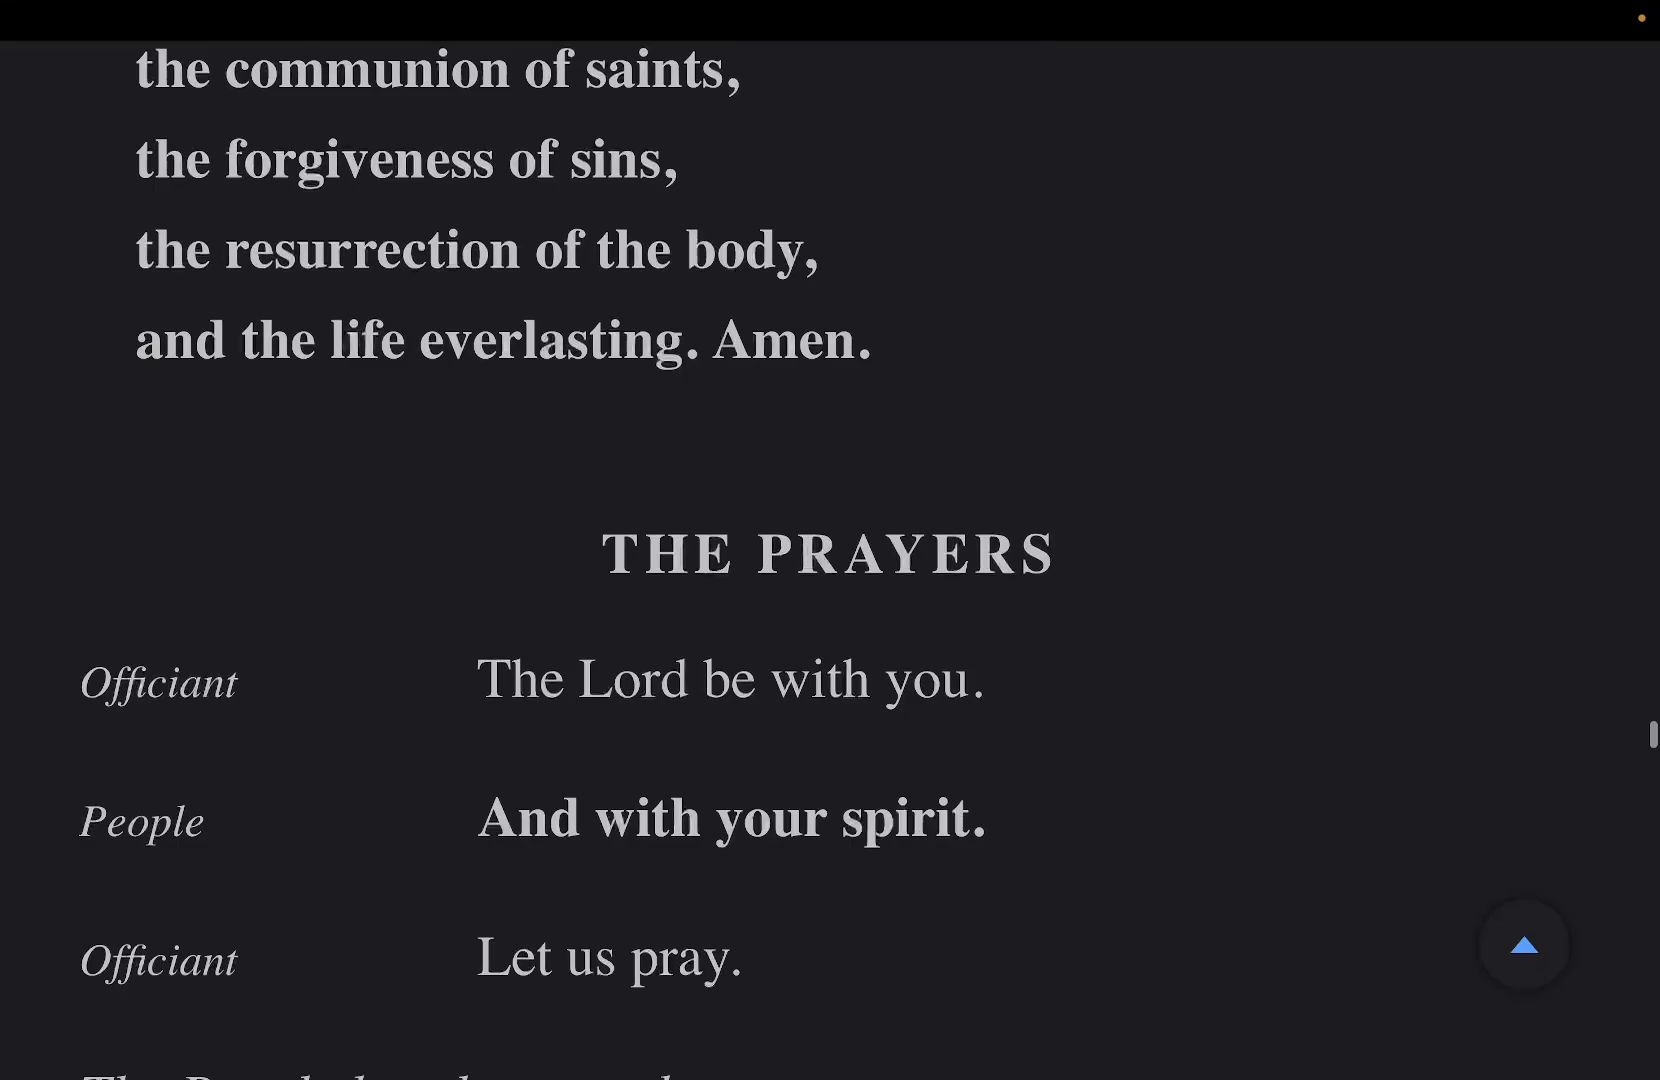 the communion of saints,
the forgiveness of sins,
the resurrection of the body,
and the life everlasting. Amen.
THE PRAYERS
Officiant The Lord be with you.
People And with your spirit.
Officiant Let us pray.